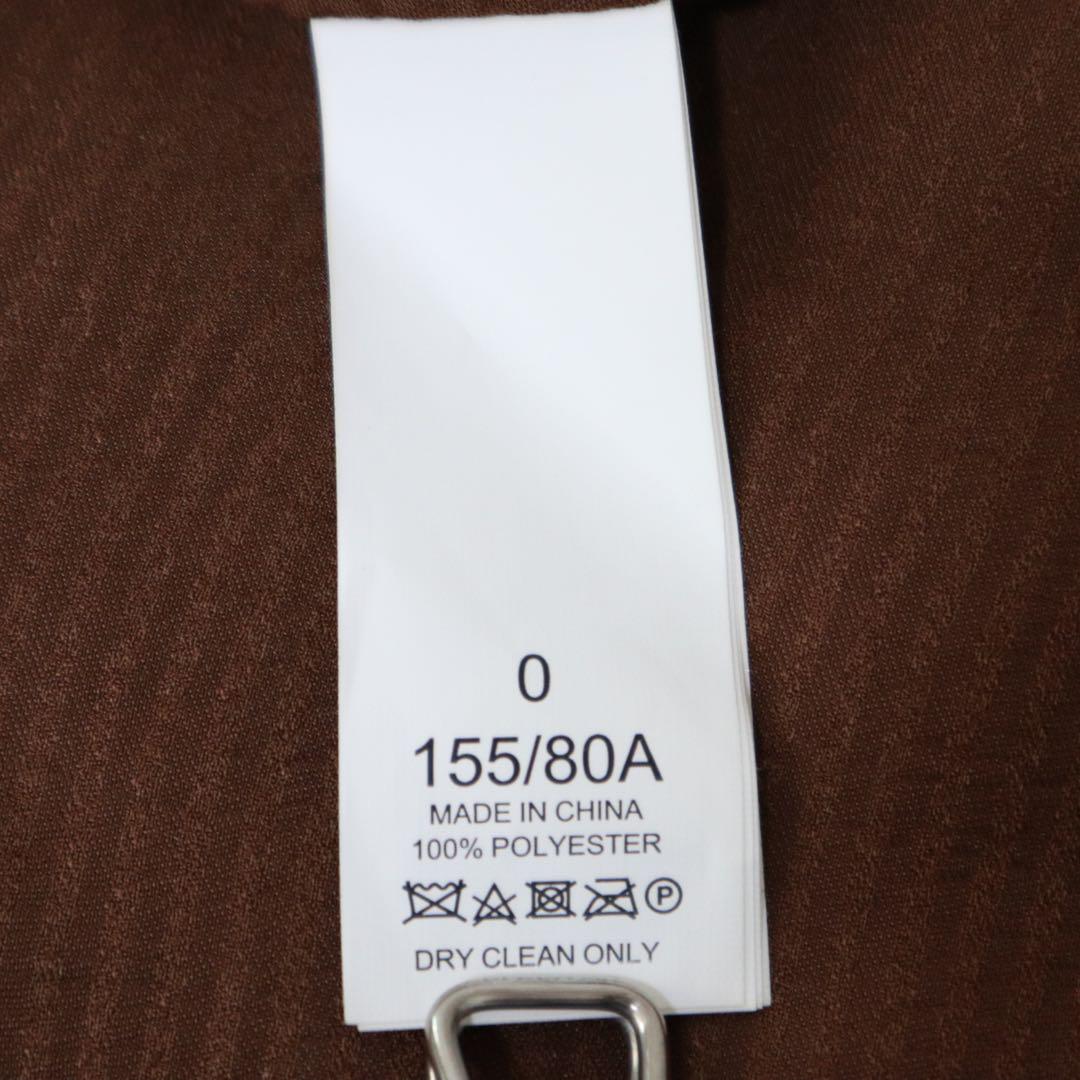 0
155/80A
MADE IN CHINA
100% POLYESTER
P
DRY CLEAN ONLY